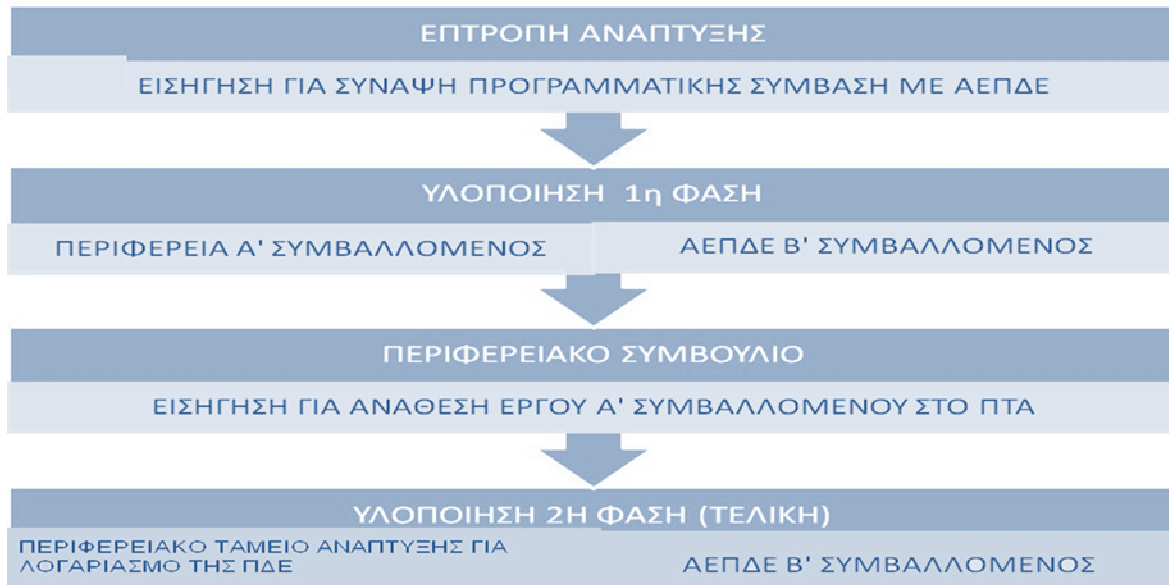 ΕΠΤΡΟΠΗ ΑΝΑΠΤΥΞΗΣ
ΕΙΣΗΓΗΣΗ ΓΙΑ ΣΥΝΑΨΗ ΠΡΟΓΡΑΜΜΑΤΙΚΗΣ ΣΥΜΒΑΣΗ ΜΕ ΑΕΠΔΕ
ΥΛΟΠΟΙΗΣΗ 1η ΦΑΣΗ
ΠΕΡΙΦΕΡΕΙΑ Α' ΣΥΜΒΑΛΛΟΜΕΝΟΣ
ΑΕΠΔΕ Β' ΣΥΜΒΑΛΛΟΜΕΝΟΣ
ΠΕΡΙΦΕΡΕΙΑΚΟ ΣΥΜΒΟΥΛΙΟ
ΕΙΣΗΓΗΣΗ ΓΙΑ ΑΝΑΘΕΣΗ ΕΡΓΟΥ Α' ΣΥΜΒΑΛΛΟΜΕΝΟΥ ΣΤΟ ΠΤΑ
ΥΛΟΠΟΙΗΣΗ 2Η ΦΑΣΗ (ΤΕΛΙΚΗ)
ΠΕΡΙΦΕΡΕΙΑΚΟ ΤΑΜΕΙΟ ΑΝΑΠΤΥΞΗΣ ΓΙΑ
ΛΟΓΑΡΙΑΣΜΟ ΤΗΣ ΠΔΕ
ΑΕΠΔΕ Β' ΣΥΜΒΑΛΛΟΜΕΝΟΣ